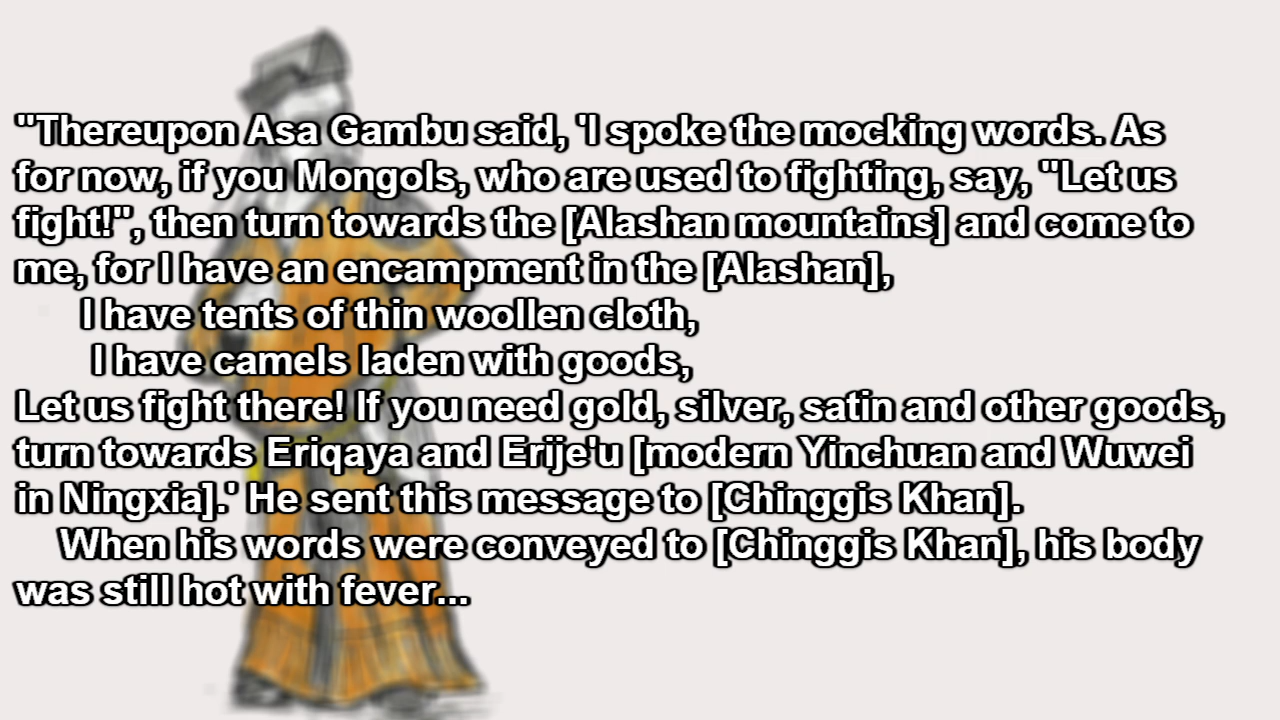 "Thereupon Asa Gambu said, 'I spoke the mocking words. As
for now, if you Mongols, who are used to fighting, say, "Let us
fight!", then turn towards the [Alashan mountains] and come to
me, for I have an encampment in the [Alashan],
I have tents of thin woollen cloth,
I have camels laden with goods,
Let us fight there! If you need gold, silver, satin and other goods,
turn towards Eriqaya and Erije'u [modern Yinchuan and Wuwei
in Ningxia].' He sent this message to [Chinggis Khan].
When his words were conveyed to [Chinggis Khan], his body
was still hot with fever...